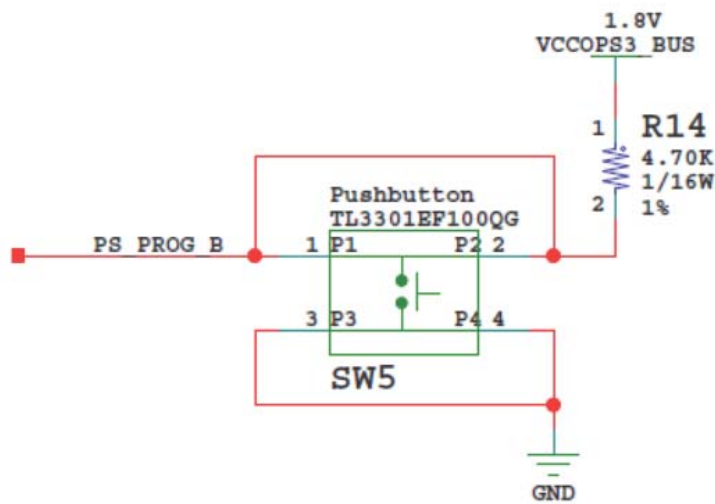 1.8V
VCCOPS3_BUS
1
R14
4.70K
1/16W
1%
2
Pushbutton
TL3301EF100QG
PS_PROG_B
1 P1
P2 2
3 P3
P4 4
SW5
GND